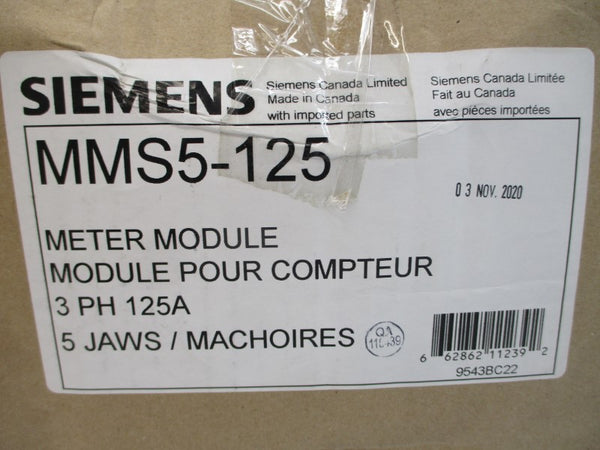 SIEMENS
Siemens Canada Limited
Made in Canada
with imported parts
Siemens Canada Limitée
Fait au Canada
avec pièces importées
MMS5-125
03 NOV. 2020
METER MODULE
MODULE POUR COMPTEUR
3 PH 125A
5 JAWS / MACHOIRES
QA
6 62862 11239 2
9543BC22